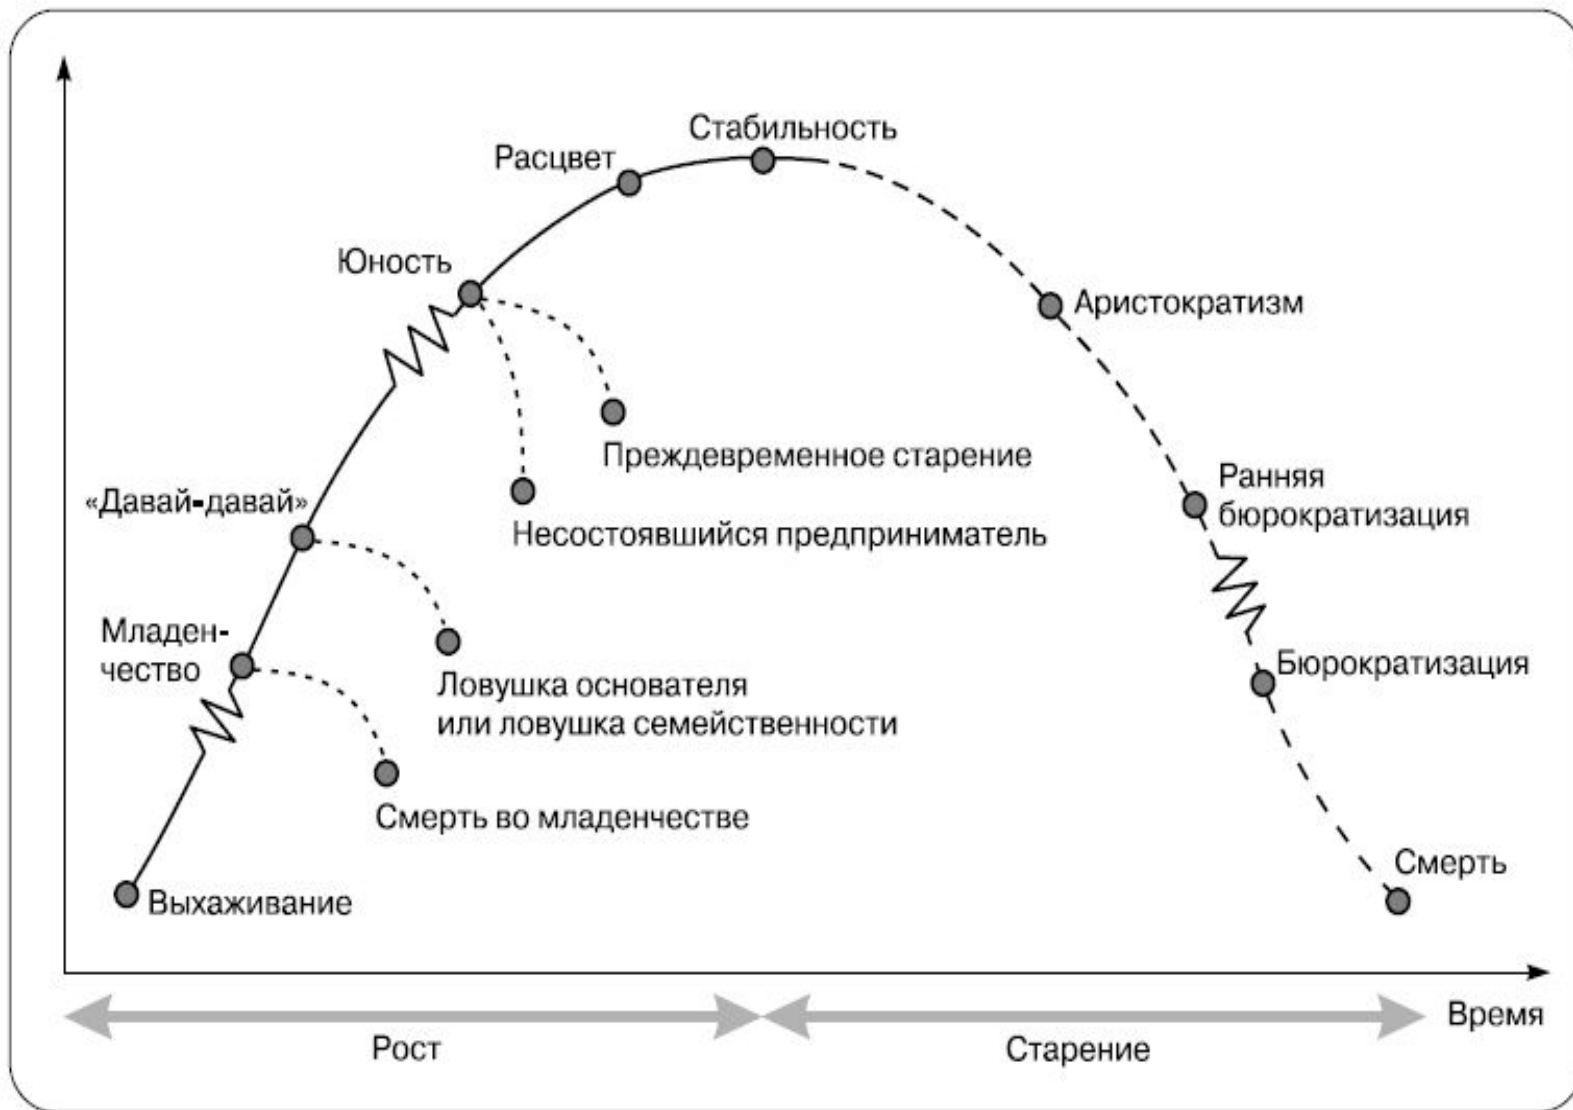 Стабильность
Расцвет
Юность
Аристократизм
Преждевременное старение
Ранняя
бюрократизация
«Давай-давай»
Несостоявшийся предприниматель
Младен-
чество
Бюрократизация
Ловушка основателя
или ловушка семейственности
Смерть во младенчестве
Смерть
Выхаживание
Время
Рост
Старение